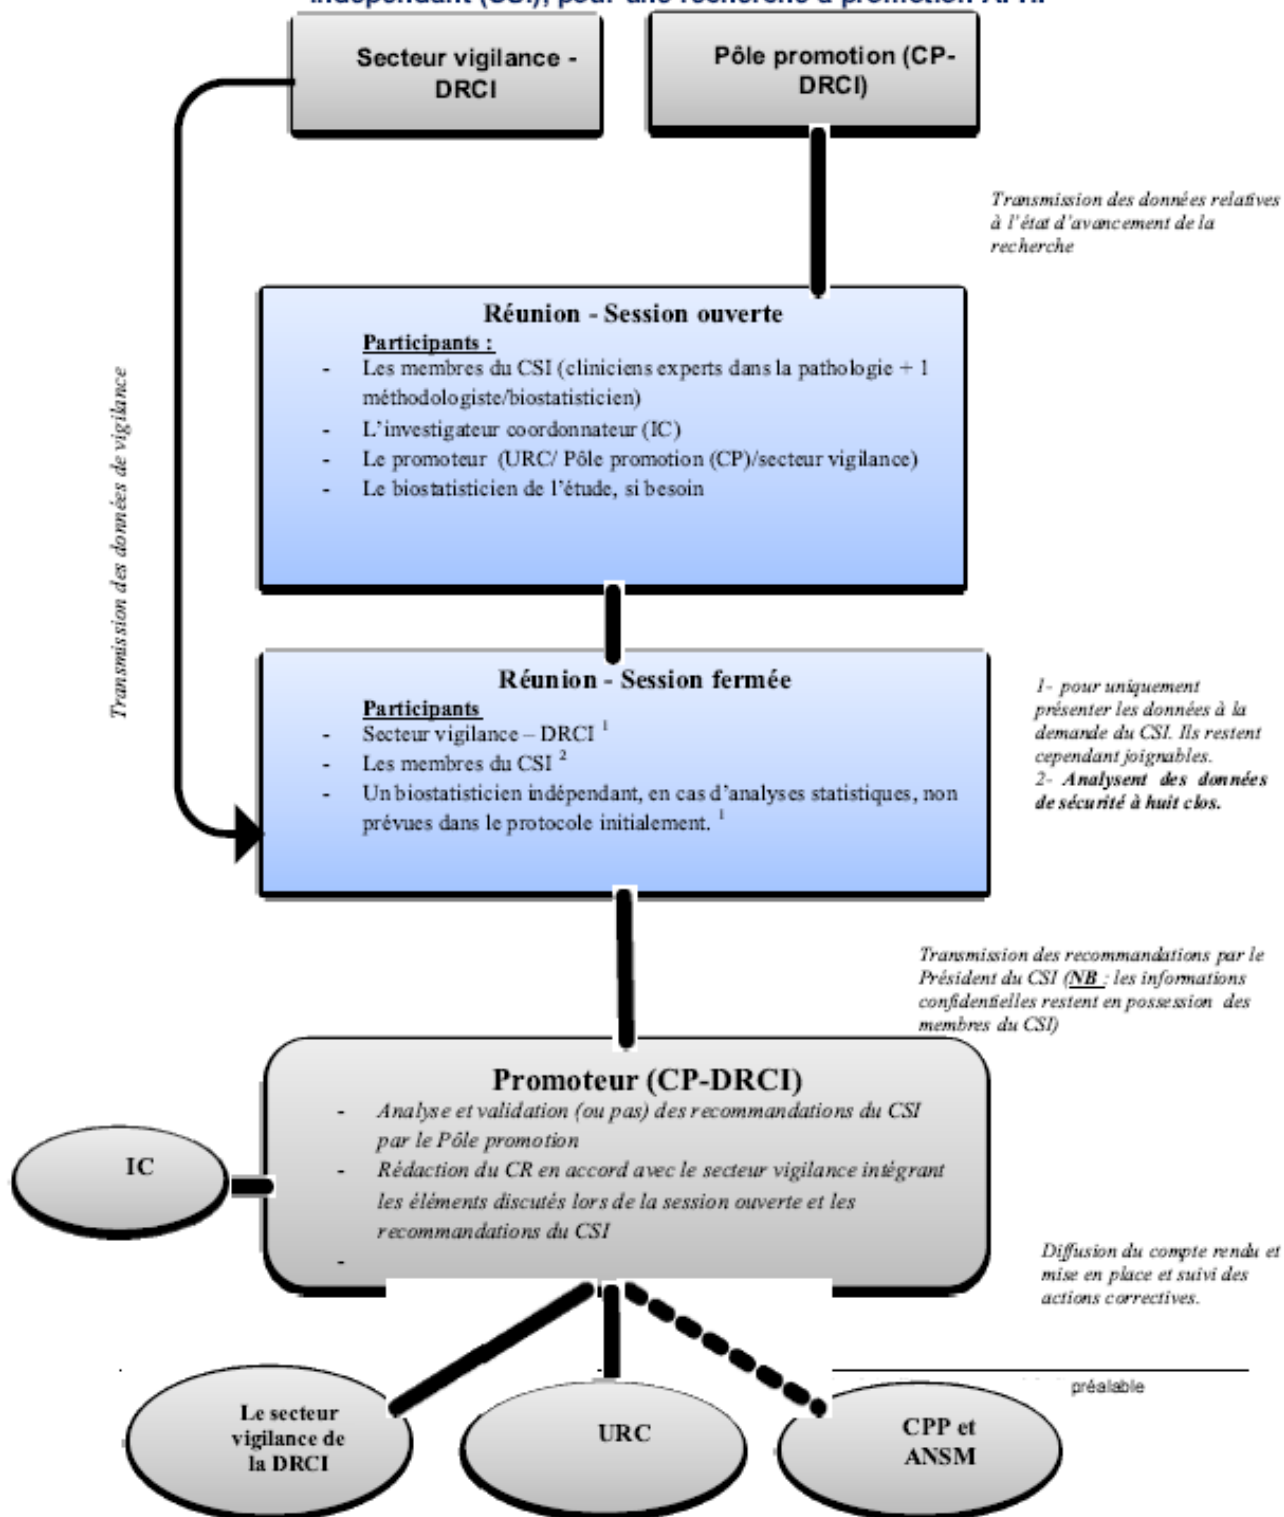 indépendant (CSI), pour une recherche à promotion
Secteur vigilance -
DRCI
Pôle promotion (CP-
DRCI)
Transmission des données relatives
à l'état d'avancement de la
recherche
Transmission des données de vigilance
Réunion - Session ouverte
Participants :
- Les membres du CSI (cliniciens experts dans la pathologie + 1
méthodologiste/biostatisticien)
- L'investigateur coordonnateur (IC)
- Le promoteur (URC/ Pôle promotion (CP)/secteur vigilance)
- Le biostatisticien de l'étude, si besoin
Réunion - Session fermée
Participants
- Secteur vigilance – DRCI 1
- Les membres du CSI 2
- Un biostatisticien indépendant, en cas d'analyses statistiques, non
prévues dans le protocole initialement. 1
1- pour uniquement
présenter les données à la
demande du CSI. Ils restent
cependant joignables.
2- Analysent des données
de sécurité à huit clos.
Transmission des recommandations par le
Président du CSI (NB : les informations
confidentielles restent en possession des
membres du CSI)
Promoteur (CP-DRCI)
- Analyse et validation (ou pas) des recommandations du CSI
par le Pôle promotion
- Rédaction du CR en accord avec le secteur vigilance intégrant
les éléments discutés lors de la session ouverte et les
recommandations du CSI
-
IC
Diffusion du compte rendu et
mise en place et suivi des
actions correctives.
préalable
Le secteur
vigilance de
la DRCI
URC
CPP et
ANSM